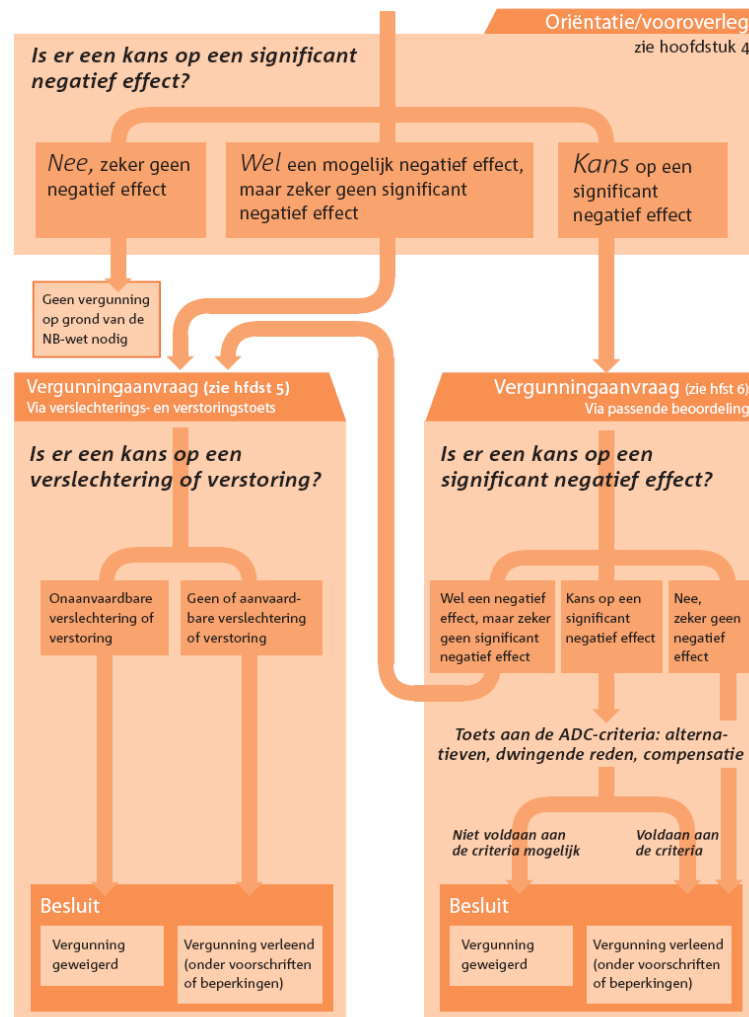 Oriëntatie/vooroverleg
zie hoofdstuk 4
Is er een kans op een significant
negatief effect?
Nee, zeker geen
negatief effect
Wel een mogelijk negatief effect,
maar zeker geen significant
negatief effect
Kans op een
significant
negatief effect
Geen vergunning
op grond van de
NB-wet nodig
Vergunningaanvraag (zie hfdst 5)
Via verslechterings- en verstoringstoets
Is er een kans op een
verslechtering of verstoring?
Onaanvaardbare
verslechtering of
verstoring
Geen of aanvaard-
bare verslechtering
of verstoring
Besluit
Vergunning
geweigerd
Vergunning verleend
(onder voorschriften
of beperkingen)
Vergunningaanvraag (zie hfst 6)
Via passende beoordeling
Is er een kans op een
significant negatief effect?
Wel een negatief
effect, maar zeker
geen significant
negatief effect
Kans op een
significant
negatief effect
Nee,
zeker geen
negatief
effect
Toets aan de ADC-criteria: alterna-
tieven, dwingende reden, compensatie
Niet voldaan aan
de criteria mogelijk
Voldaan aan
de criteria
Besluit
Vergunning
geweigerd
Vergunning verleend
(onder voorschriften
of beperkingen)